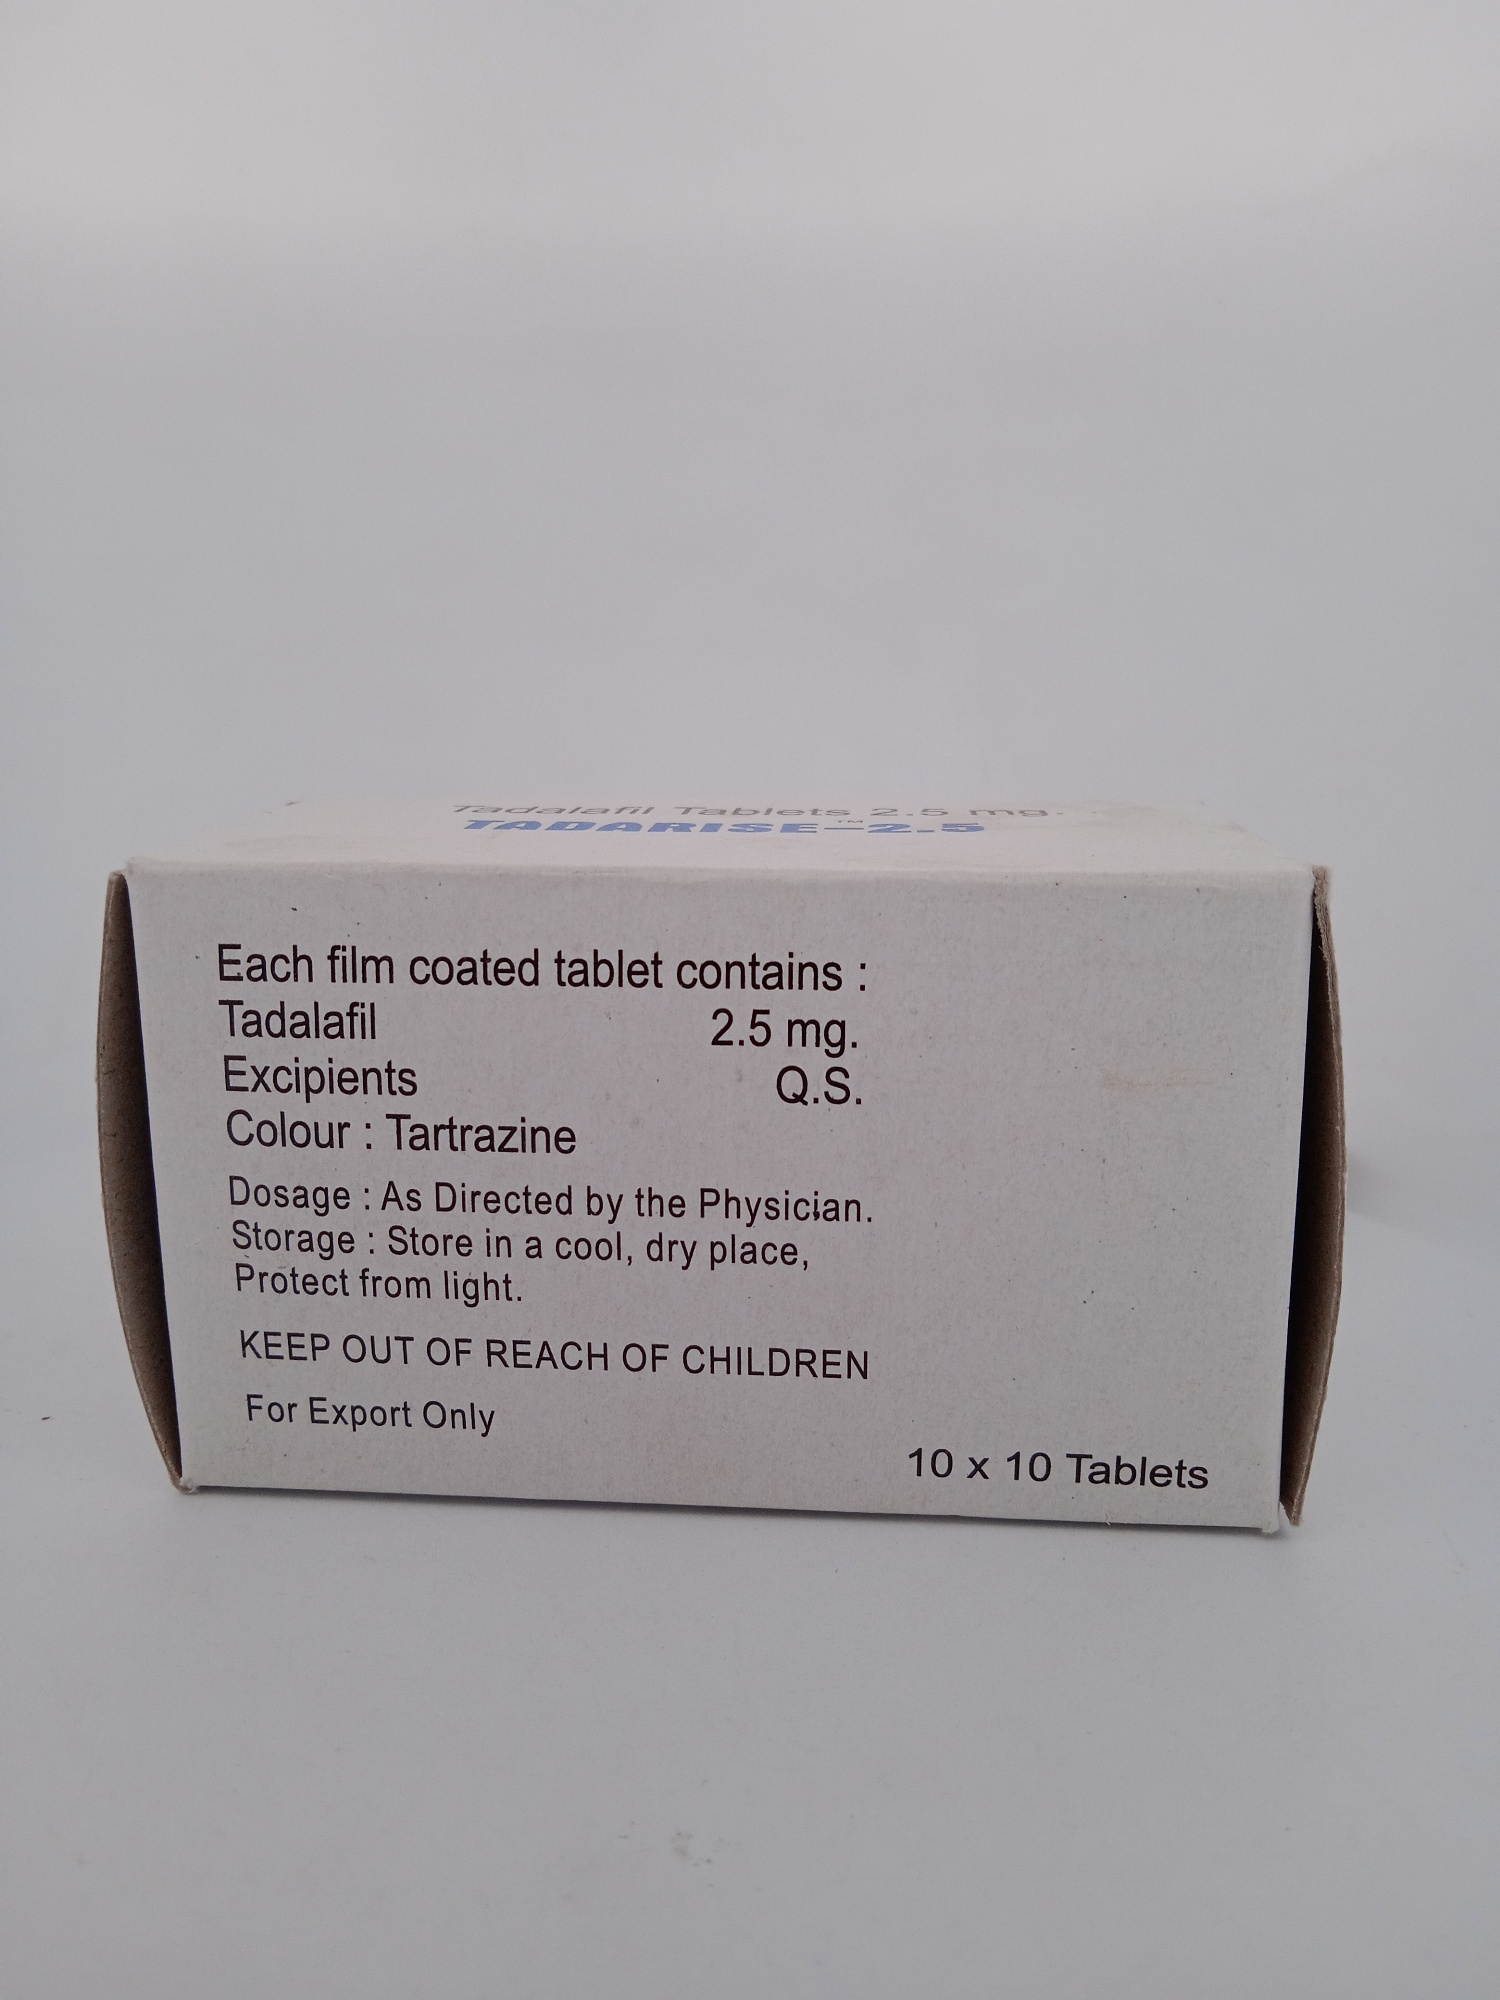 Tadalafil Tablets 2.5 mg.
TADARISE™-2.5
Each film coated tablet contains :
Tadalafil 2.5 mg.
Excipients Q.S.
Colour : Tartrazine
Dosage : As Directed by the Physician.
Storage : Store in a cool, dry place,
Protect from light.
KEEP OUT OF REACH OF CHILDREN
For Export Only
10 x 10 Tablets